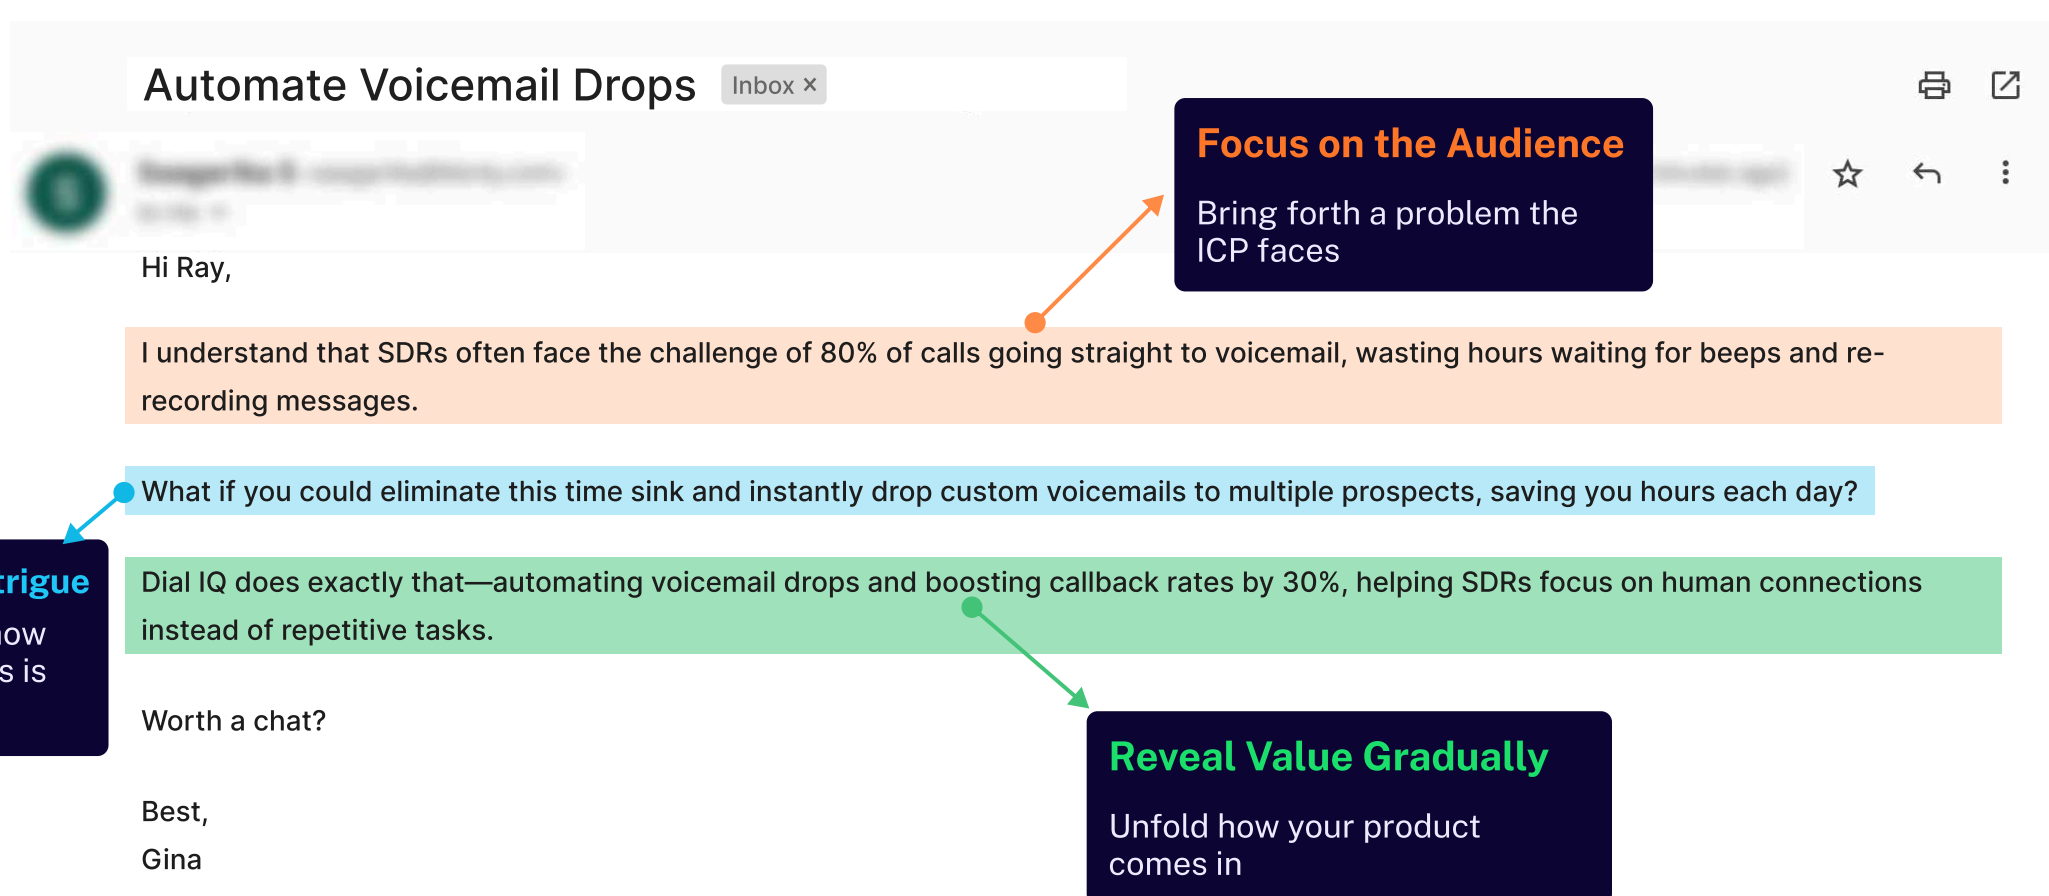 Automate Voicemail Drops
Inbox ×
Focus on the Audience
Bring forth a problem the
ICP faces
Hi Ray,
I understand that SDRs often face the challenge of 80% of calls going straight to voicemail, wasting hours waiting for beeps and re-
recording messages.
What if you could eliminate this time sink and instantly drop custom voicemails to multiple prospects, saving you hours each day?
trigue
now
s is
Dial IQ does exactly that—automating voicemail drops and boosting callback rates by 30%, helping SDRs focus on human connections
instead of repetitive tasks.
Worth a chat?
Reveal Value Gradually
Unfold how your product
comes in
Best,
Gina